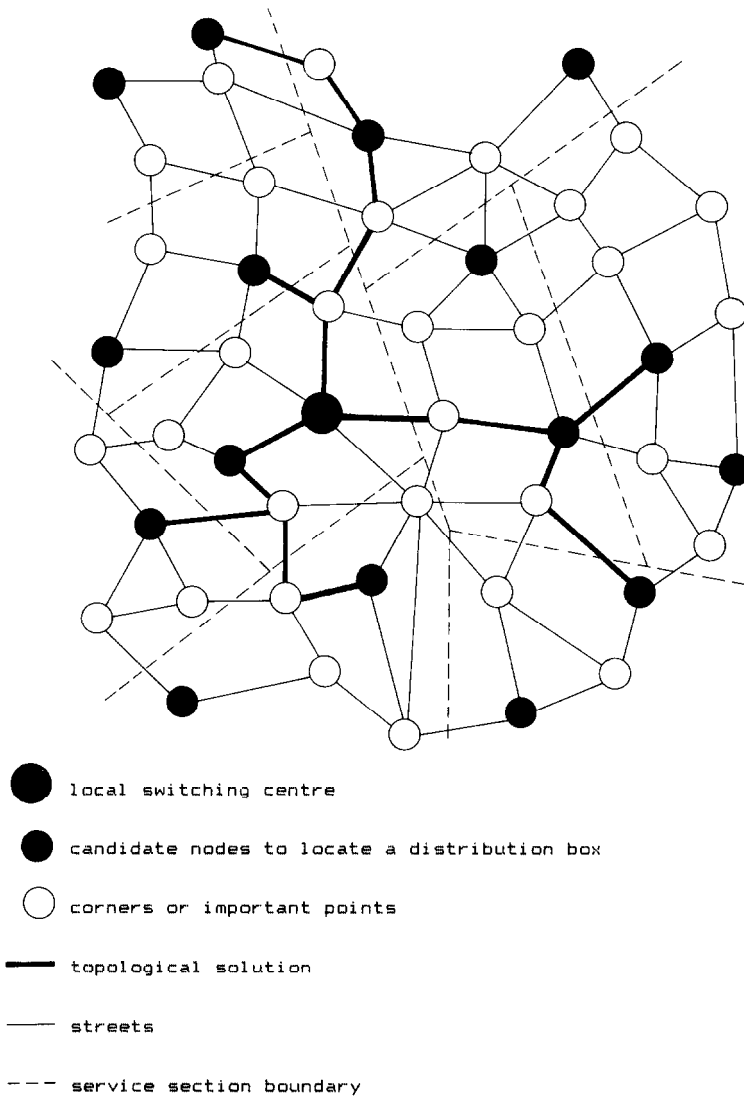 local switching centre
candidate nodes to locate a distribution box
corners or important points
topological solution
streets
service section boundary